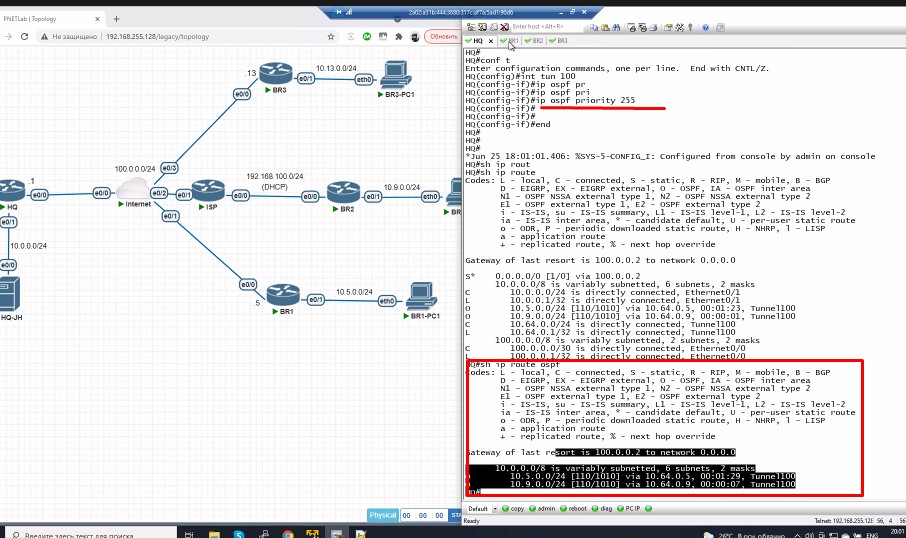 PNETLab | Topology
2a02:a31b:444:3680:317c:af7a:5ad1:90d6
Не защищено | 192.168.255.128/legacy/topology
Обновить
Enter host <Alt+R>
HQ
BR1
BR2
BR3
.13
10.13.0.0/24
e0/1
eth0
BR3
BR3-PC1
e0/0
100.0.0.0/24
e0/3
.1
192.168.100.0/24
(DHCP)
10.9.0.0/24
HQ
e0/0
e0/0
Internet
e0/2
e0/1
ISP
e0/0
e0/0
BR2
e0/1
eth0
e0/1
e0/1
10.0.0.0/24
e0/0
10.5.0.0/24
e0/0
HQ-JH
.5
BR1
e0/1
eth0
BR1-PC1
HQ#
HQ#conf t
Enter configuration commands, one per line.  End with CNTL/Z.
HQ(config)#int tun 100
HQ(config-if)#ip ospf pr
HQ(config-if)#ip ospf pri
HQ(config-if)#ip ospf priority 255
HQ(config-if)#
HQ(config-if)#
HQ(config-if)#end
HQ#
HQ#
HQ#
*Jun 25 18:01:01.406: %SYS-5-CONFIG_I: Configured from console by admin on console
HQ#sh ip rout
HQ#sh ip route
Codes: L - local, C - connected, S - static, R - RIP, M - mobile, B - BGP
D - EIGRP, EX - EIGRP external, O - OSPF, IA - OSPF inter area
N1 - OSPF NSSA external type 1, N2 - OSPF NSSA external type 2
E1 - OSPF external type 1, E2 - OSPF external type 2
i - IS-IS, su - IS-IS summary, L1 - IS-IS level-1, L2 - IS-IS level-2
ia - IS-IS inter area, * - candidate default, U - per-user static route
o - ODR, P - periodic downloaded static route, H - NHRP, l - LISP
a - application route
+ - replicated route, % - next hop override
Gateway of last resort is 100.0.0.2 to network 0.0.0.0
S*    0.0.0.0/0 [1/0] via 100.0.0.2
10.0.0.0/8 is variably subnetted, 6 subnets, 2 masks
C        10.0.0.0/24 is directly connected, Ethernet0/1
L        10.0.0.1/32 is directly connected, Ethernet0/1
O        10.5.0.0/24 [110/1010] via 10.64.0.5, 00:01:23, Tunnel100
O        10.9.0.0/24 [110/1010] via 10.64.0.9, 00:00:01, Tunnel100
C        10.64.0.0/24 is directly connected, Tunnel100
L        10.64.0.1/32 is directly connected, Tunnel100
100.0.0.0/8 is variably subnetted, 2 subnets, 2 masks
C        100.0.0.0/30 is directly connected, Ethernet0/0
L        100.0.0.1/32 is directly connected, Ethernet0/0
HQ#sh ip route ospf
Codes: L - local, C - connected, S - static, R - RIP, M - mobile, B - BGP
D - EIGRP, EX - EIGRP external, O - OSPF, IA - OSPF inter area
N1 - OSPF NSSA external type 1, N2 - OSPF NSSA external type 2
E1 - OSPF external type 1, E2 - OSPF external type 2
i - IS-IS, su - IS-IS summary, L1 - IS-IS level-1, L2 - IS-IS level-2
ia - IS-IS inter area, * - candidate default, U - per-user static route
o - ODR, P - periodic downloaded static route, H - NHRP, l - LISP
a - application route
+ - replicated route, % - next hop override
Gateway of last resort is 100.0.0.2 to network 0.0.0.0
10.0.0.0/8 is variably subnetted, 6 subnets, 2 masks
O        10.5.0.0/24 [110/1010] via 10.64.0.5, 00:01:29, Tunnel100
O        10.9.0.0/24 [110/1010] via 10.64.0.9, 00:00:07, Tunnel100
HQ#
Physical 00 : 00 : 00
Default
copy
admin
reboot
diag
PC IP
Ready
Telnet: 192.168.255.128
56, 4
Введите здесь текст для поиска
26°C
В осн. облачно
ENG
20:01